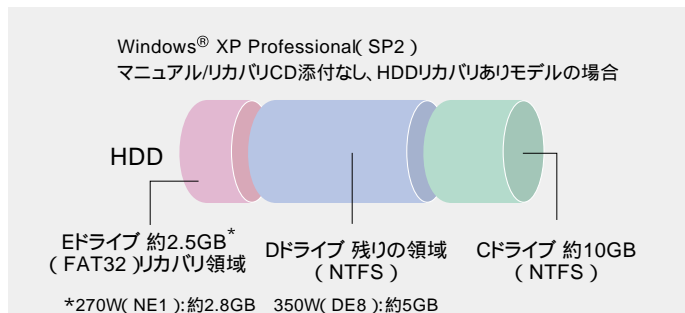 Windows® XP Professional( SP2 )
マニュアル/リカバリCD添付なし、HDDリカバリありモデルの場合
HDD
Eドライブ 約2.5GB*
( FAT32 )リカバリ領域
Dドライブ 残りの領域
( NTFS )
Cドライブ 約10GB
( NTFS )
*270W( NE1 ):約2.8GB 350W( DE8 ):約5GB